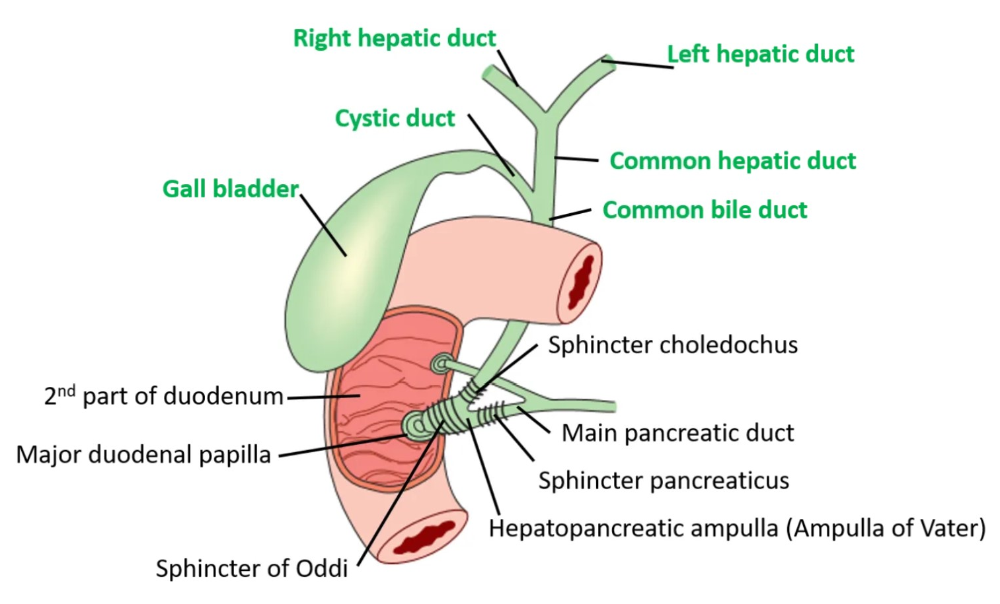 Right hepatic duct
Left hepatic duct
Cystic duct
Common hepatic duct
Gall bladder
Common bile duct
Sphincter choledochus
2nd part of duodenum
Main pancreatic duct
Major duodenal papilla
Sphincter pancreaticus
Hepatopancreatic ampulla (Ampulla of Vater)
Sphincter of Oddi